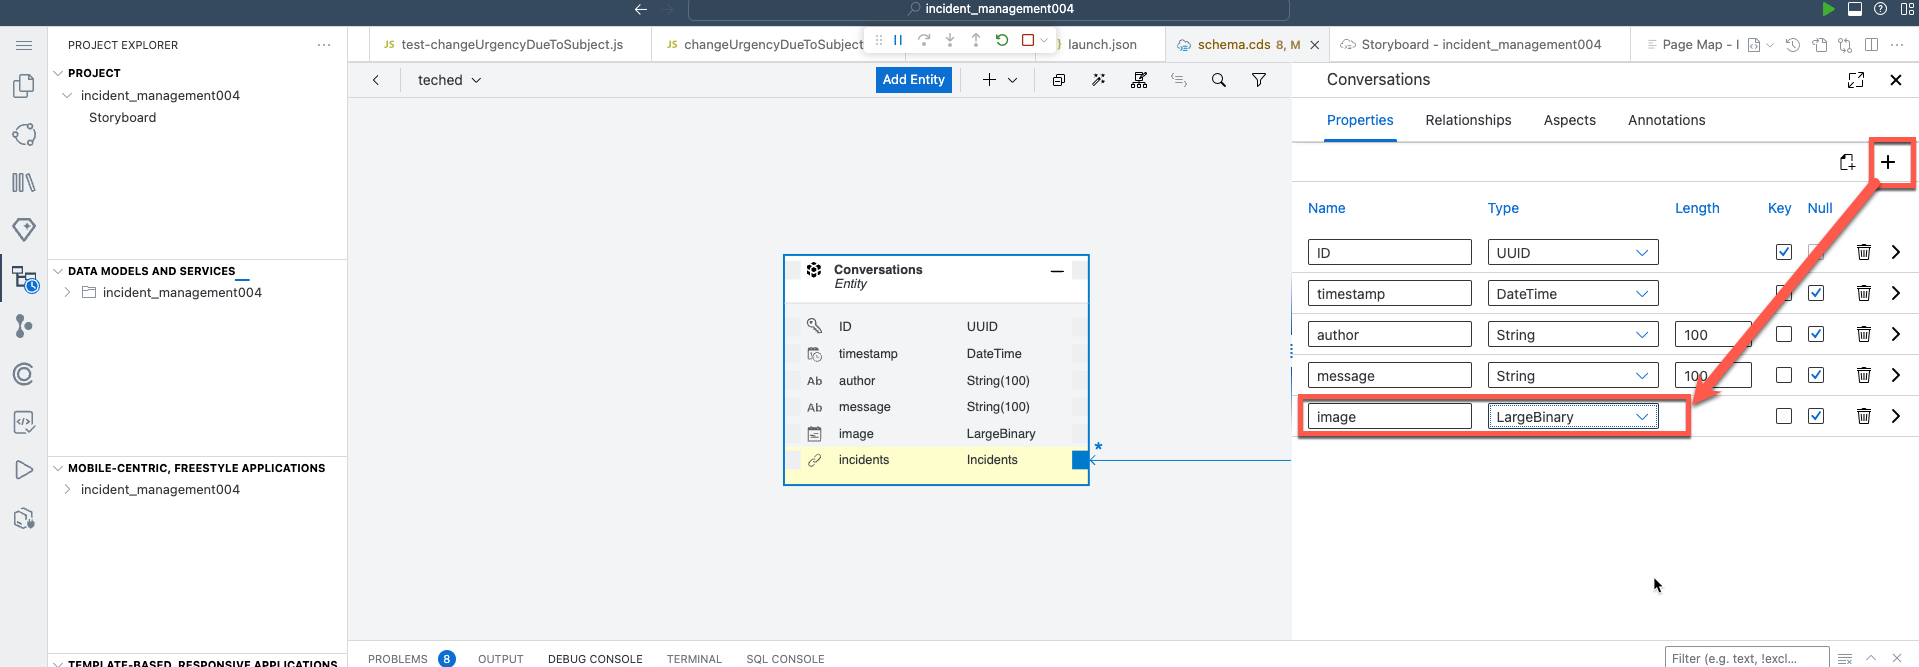 incident_management004
PROJECT EXPLORER
JS test-changeUrgencyDueToSubject.js
JS changeUrgencyDueToSubject
} launch.json
schema.cds 8, M
Storyboard - incident_management004
Page Map - I
PROJECT
incident_management004
Storyboard
teched
Add Entity
Conversations
Properties
Relationships
Aspects
Annotations
Name
Type
Length
Key
Null
ID
UUID
timestamp
DateTime
author
String
100
message
String
100
image
LargeBinary
DATA MODELS AND SERVICES
incident_management004
Conversations
Entity
ID UUID
timestamp DateTime
Ab author String(100)
Ab message String(100)
image LargeBinary
incidents Incidents
*
MOBILE-CENTRIC, FREESTYLE APPLICATIONS
incident_management004
TEMPLATE-BASED, RESPONSIVE APPLICATIONS
PROBLEMS 8
OUTPUT
DEBUG CONSOLE
TERMINAL
SQL CONSOLE
Filter (e.g. text, !excl...